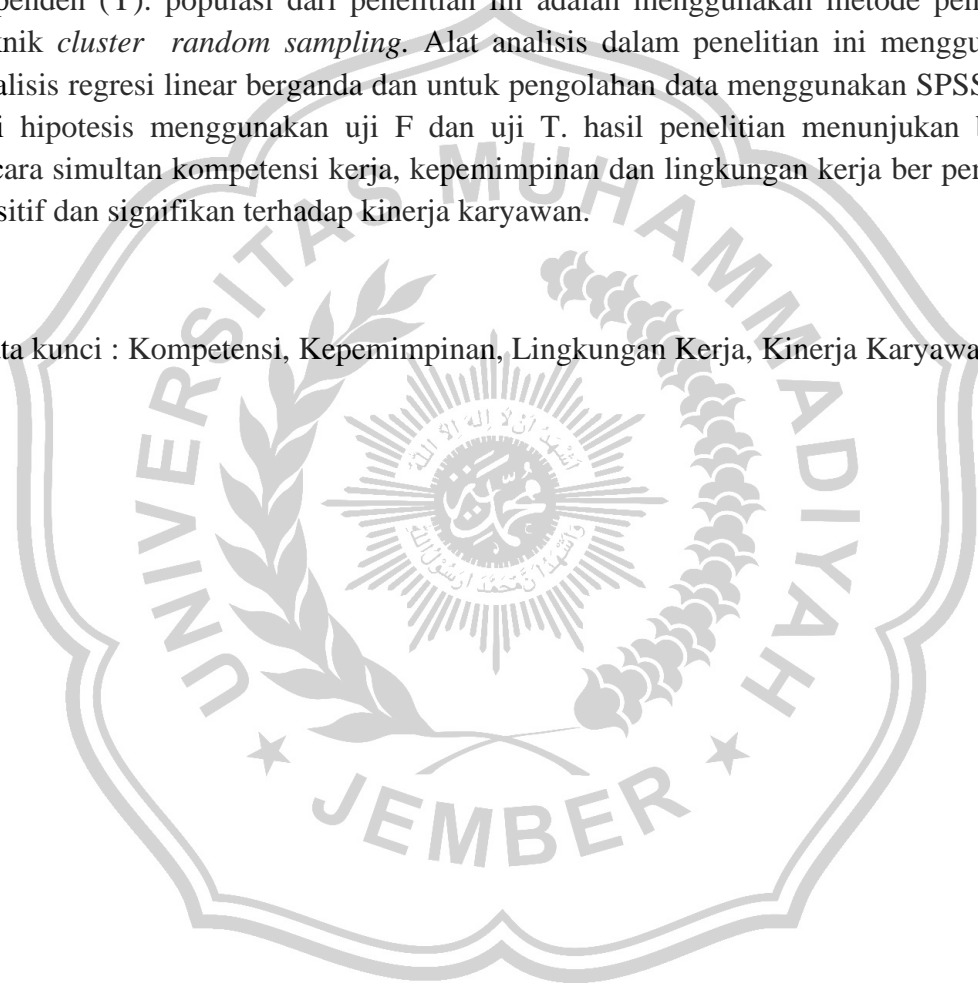 penden (Y). populasi dari penelitian ini adalah menggunakan metode pen
knik cluster random sampling. Alat analisis dalam penelitian ini menggu
alisis regresi linear berganda dan untuk pengolahan data menggunakan SPSS
i hipotesis menggunakan uji F dan uji T. hasil penelitian menunjukan b
cara simultan kompetensi kerja, kepemimpinan dan lingkungan kerja ber pen
sitif dan signifikan terhadap kinerja karyawan.
ta kunci : Kompetensi, Kepemimpinan, Lingkungan Kerja, Kinerja Karyawa
UNIVERSITAS MUHAMMADIYAH
JEMBER